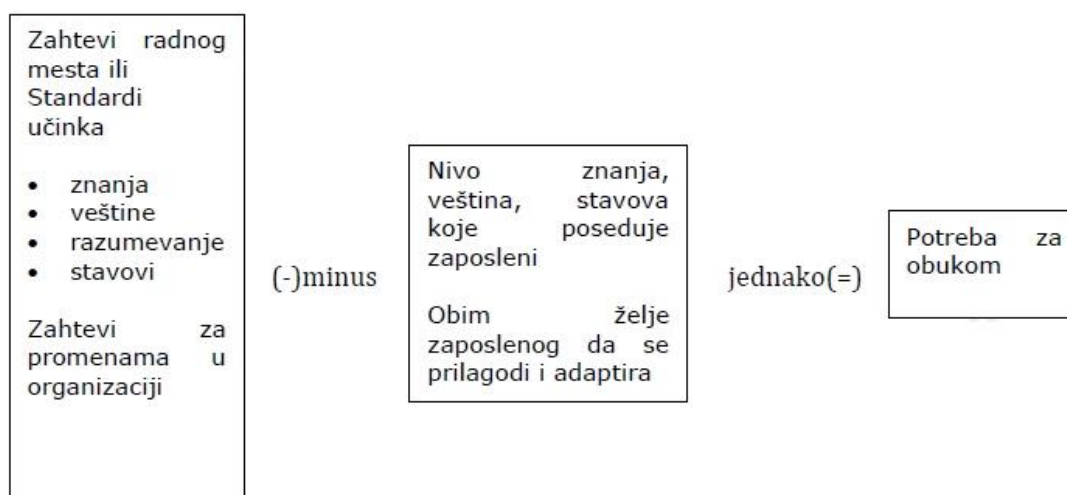 Zahtevi radnog
mesta ili
Standardi
učinka
• znanja
• veštine
• razumevanje
• stavovi
Zahtevi za
promenama u
organizaciji
(-)minus
Nivo znanja,
veština, stavova
koje poseduje
zaposleni
Obim želje
zaposlenog da se
prilagodi i adaptira
jednako(=)
Potreba za
obukom